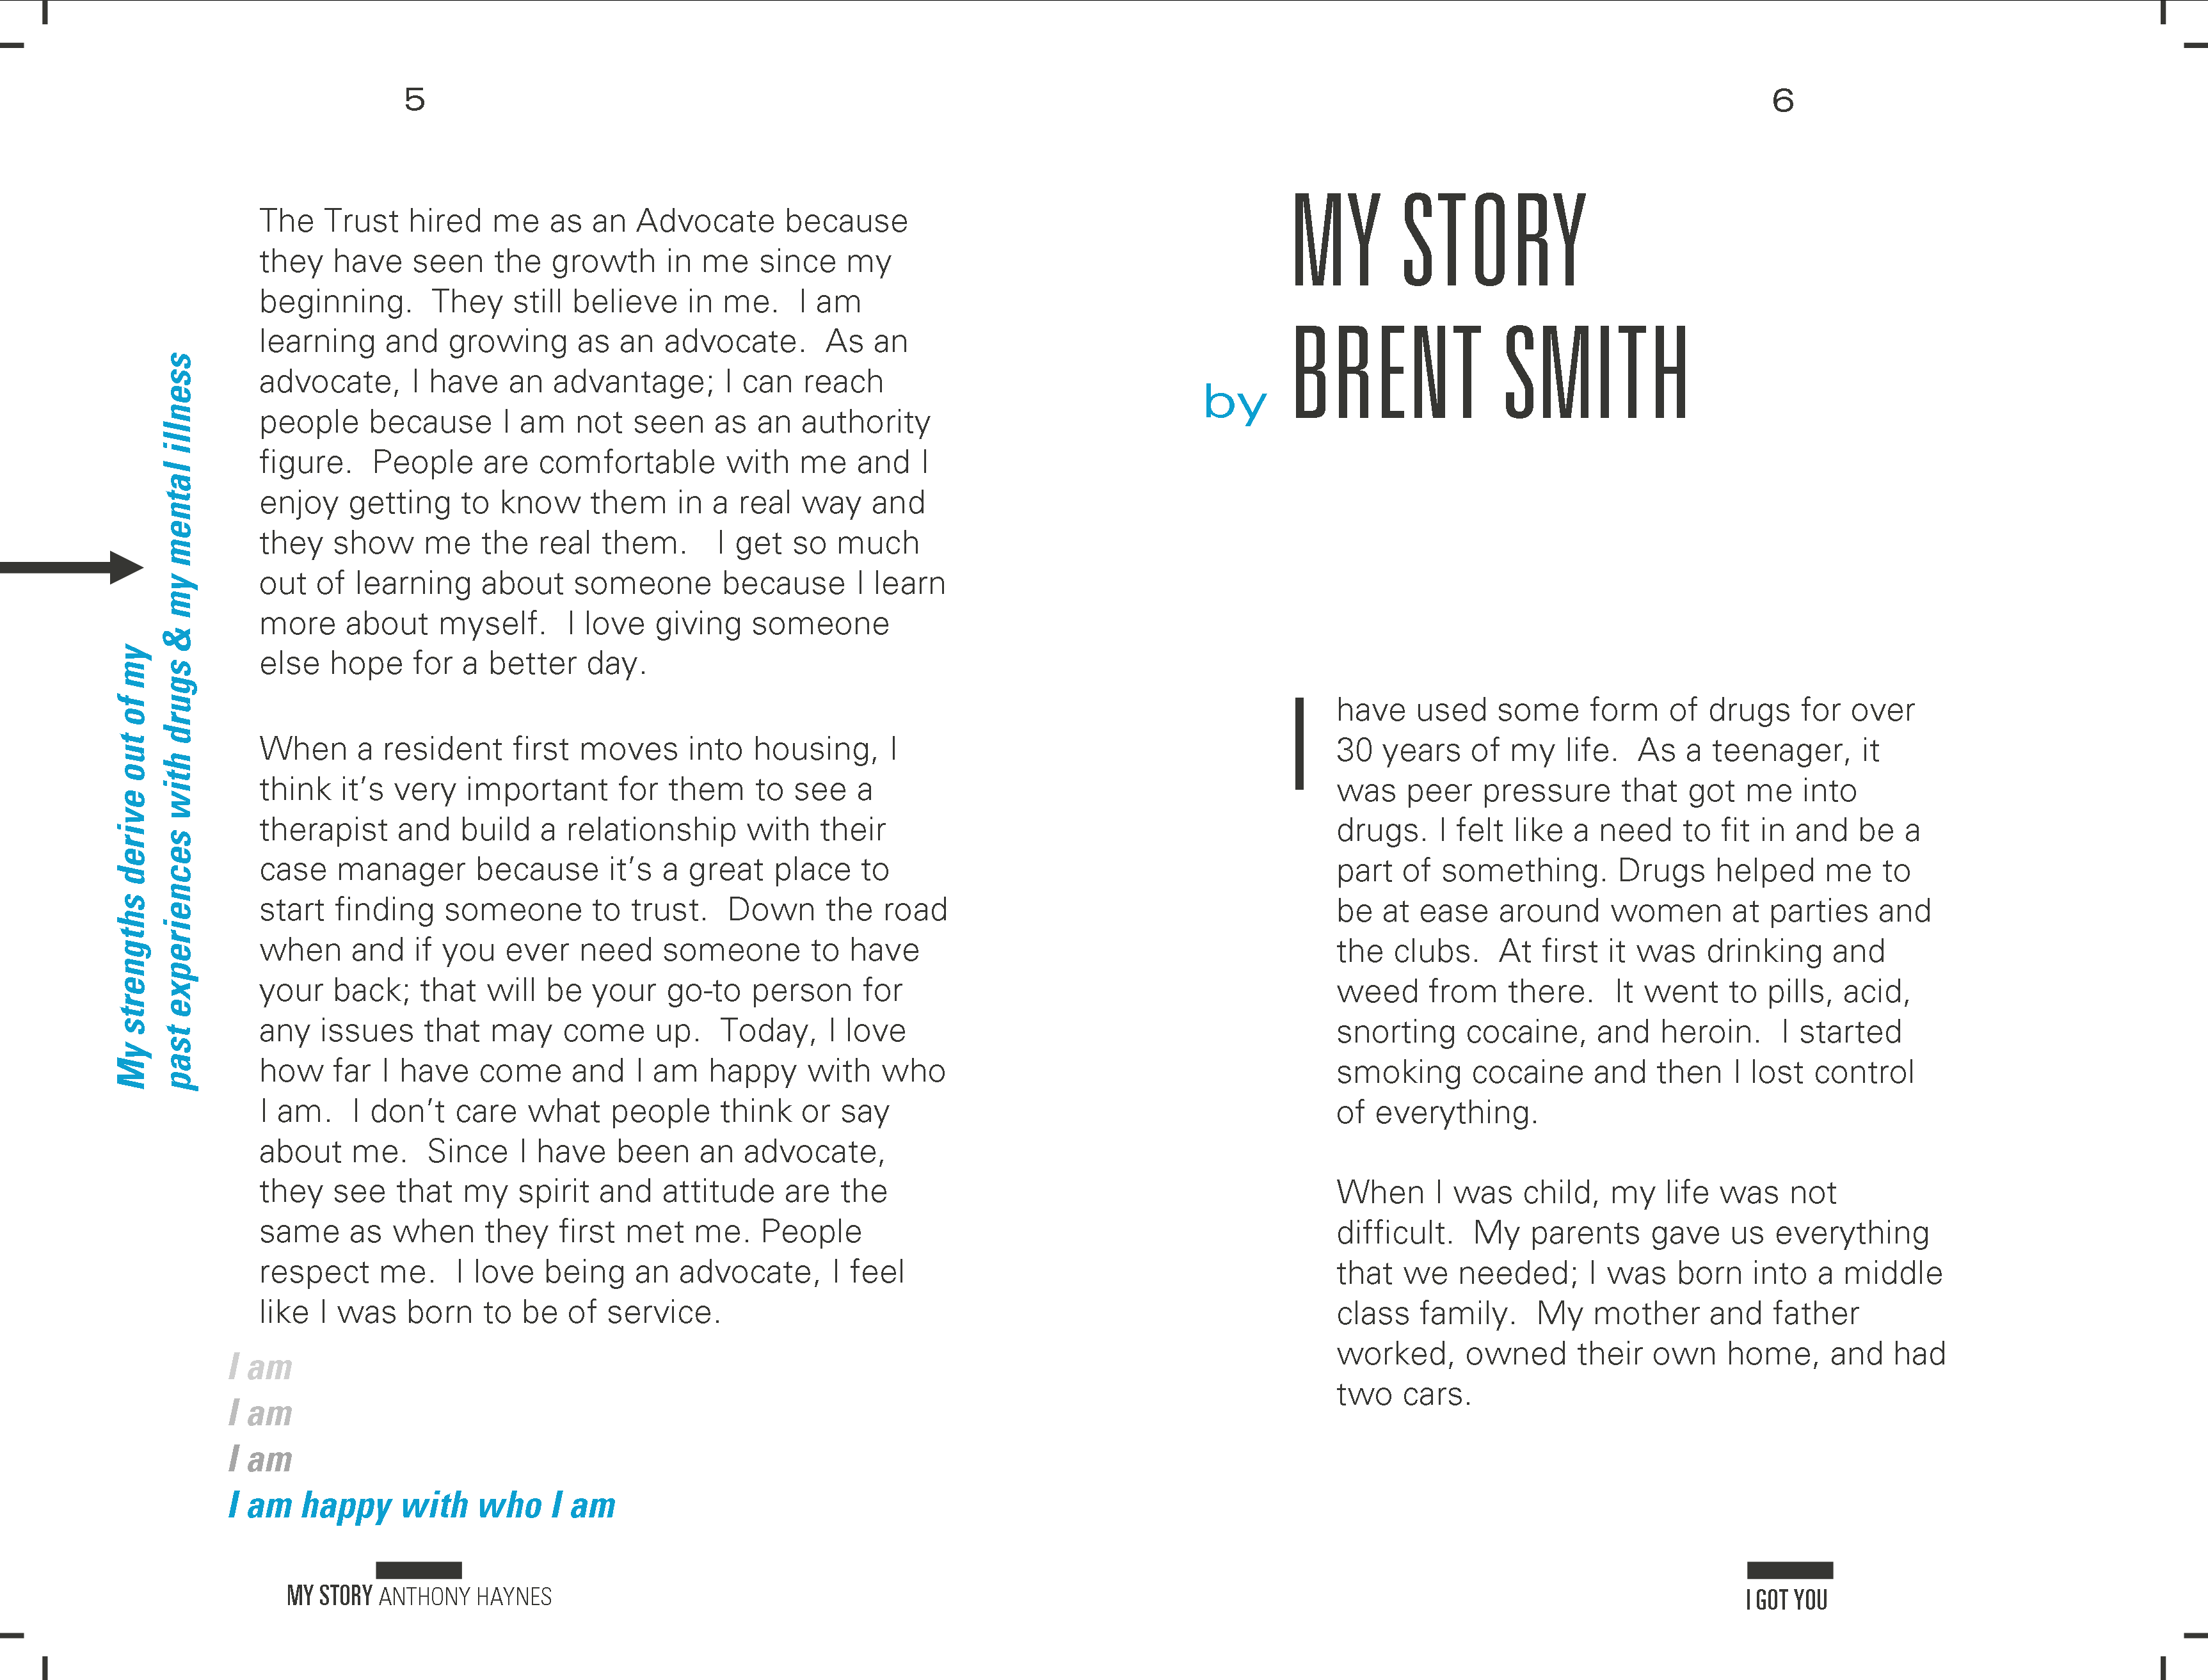 5
The Trust hired me as an Advocate because
they have seen the growth in me since my
beginning.  They still believe in me.  I am
learning and growing as an advocate.  As an
advocate, I have an advantage; I can reach
people because I am not seen as an authority
figure.  People are comfortable with me and I
enjoy getting to know them in a real way and
they show me the real them.   I get so much
out of learning about someone because I learn
more about myself.  I love giving someone
else hope for a better day.
When a resident first moves into housing, I
think it’s very important for them to see a
therapist and build a relationship with their
case manager because it’s a great place to
start finding someone to trust.  Down the road
when and if you ever need someone to have
your back; that will be your go-to person for
any issues that may come up.  Today, I love
how far I have come and I am happy with who
I am.  I don’t care what people think or say
about me.  Since I have been an advocate,
they see that my spirit and attitude are the
same as when they first met me. People
respect me.  I love being an advocate, I feel
like I was born to be of service.
My strengths derive out of my
past experiences with drugs & my mental illness
I am
I am
I am
I am happy with who I am
MY STORY ANTHONY HAYNES
6
MY STORY
by BRENT SMITH
I have used some form of drugs for over
30 years of my life.  As a teenager, it
was peer pressure that got me into
drugs. I felt like a need to fit in and be a
part of something. Drugs helped me to
be at ease around women at parties and
the clubs.  At first it was drinking and
weed from there.  It went to pills, acid,
snorting cocaine, and heroin.  I started
smoking cocaine and then I lost control
of everything.
When I was child, my life was not
difficult.  My parents gave us everything
that we needed; I was born into a middle
class family.  My mother and father
worked, owned their own home, and had
two cars.
I GOT YOU